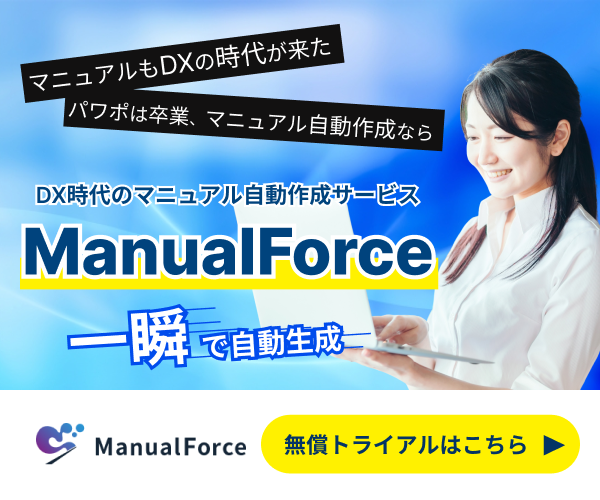 マニュアルもDXの時代が来た
パワポは卒業、マニュアル自動作成なら
DX時代のマニュアル自動作成サービス
ManualForce
一瞬で自動生成
ManualForce
無償トライアルはこちら ▶